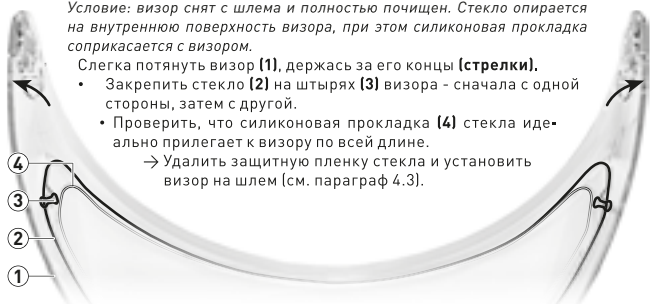 Условие: визор снят с шлема и полностью почищен. Стекло опирается
на внутреннюю поверхность визора, при этом силиконовая прокладка
соприкасается с визором.
Слегка потянуть визор (1), держась за его концы (стрелки).
• Закрепить стекло (2) на штырях (3) визора - сначала с одной
стороны, затем с другой.
• Проверить, что силиконовая прокладка (4) стекла иде-
ально прилегает к визору по всей длине.
→ Удалить защитную пленку стекла и установить
визор на шлем (см. параграф 4.3).
4
3
2
1